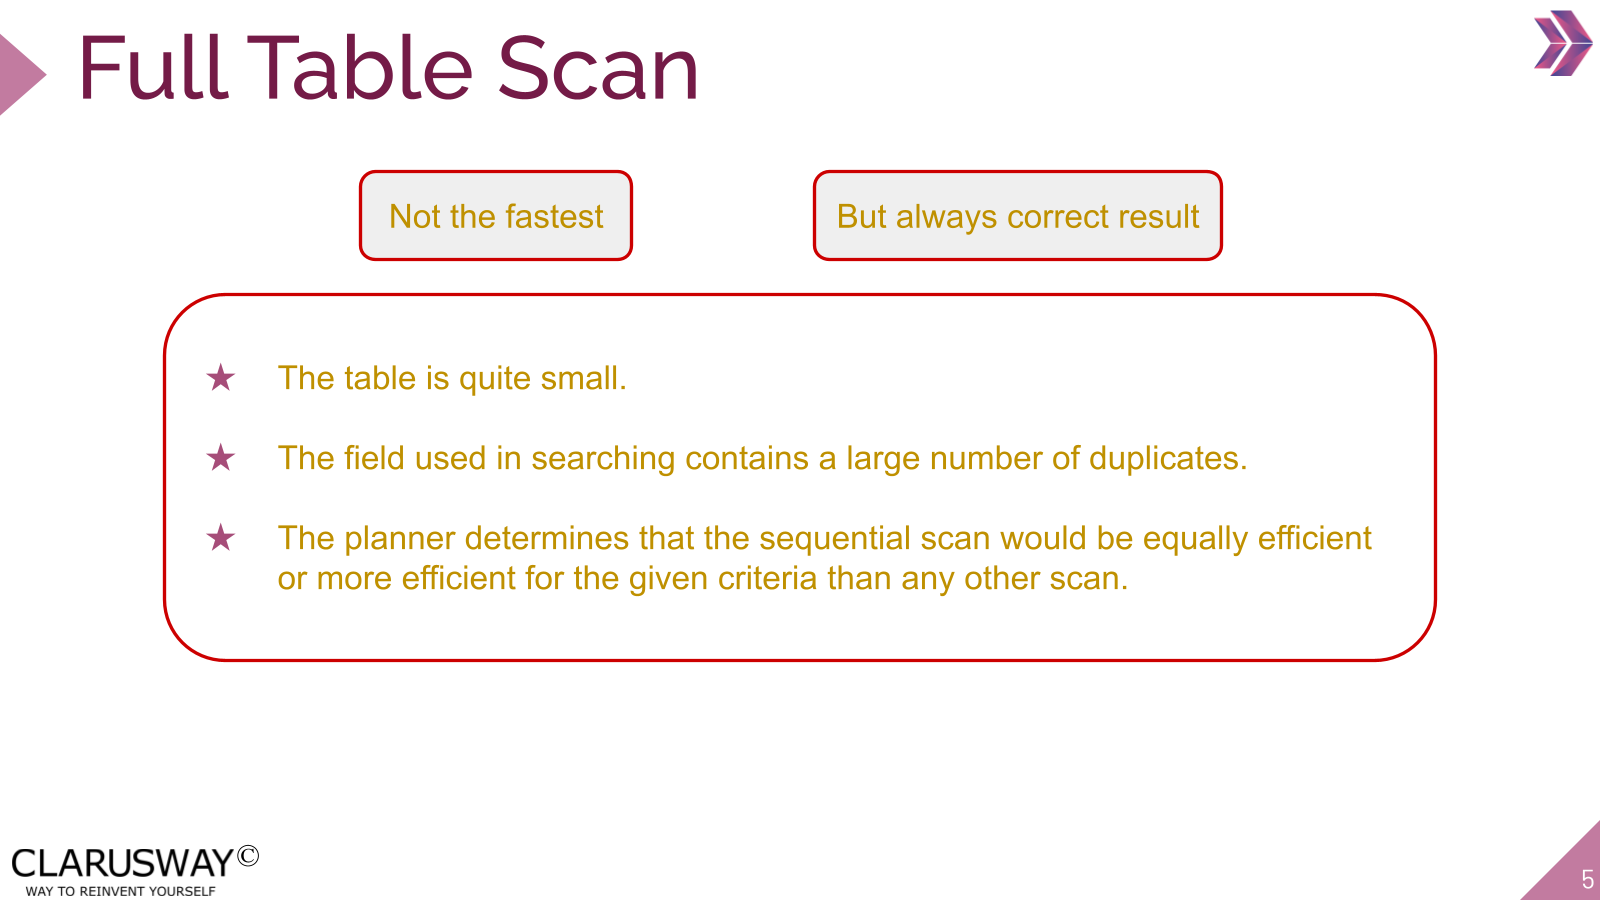 Full Table Scan
Not the fastest
But always correct result
★ The table is quite small.
★ The field used in searching contains a large number of duplicates.
★ The planner determines that the sequential scan would be equally efficient
or more efficient for the given criteria than any other scan.
CLARUSWAY©
WAY TO REINVENT YOURSELF
5